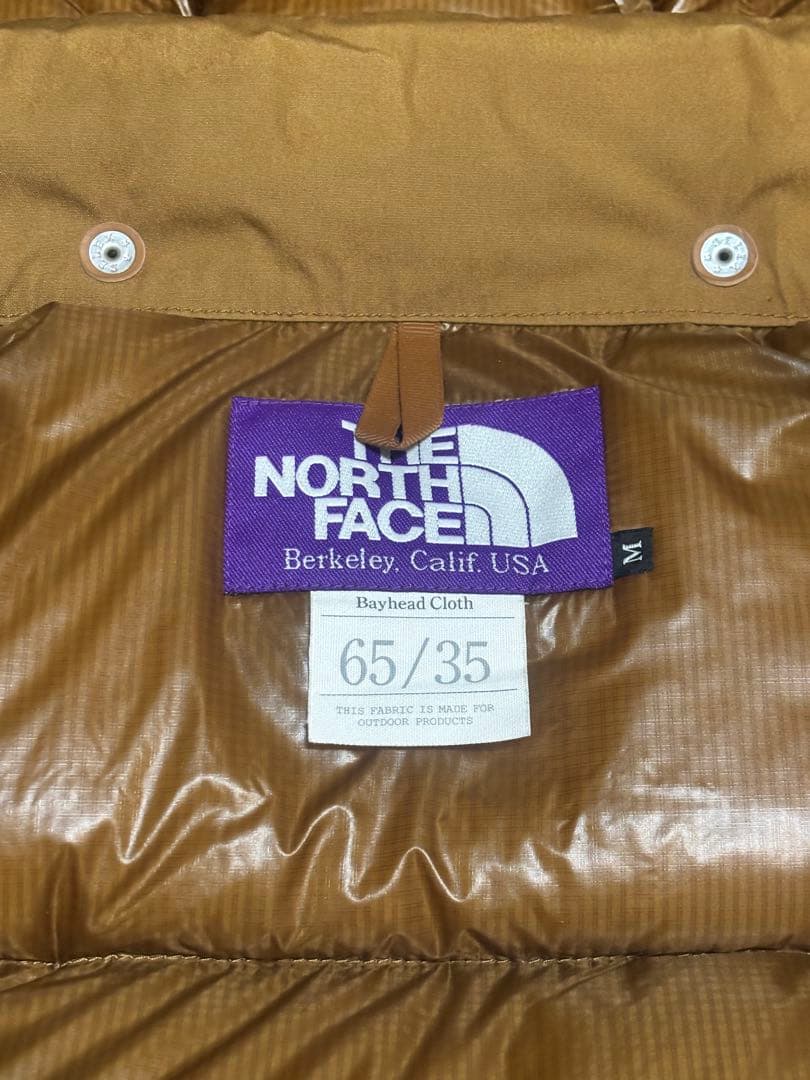 THE
NORTH
FACE
Berkeley, Calif. USA
M
Bayhead Cloth
65/35
THIS FABRIC IS MADE FOR
OUTDOOR PRODUCTS